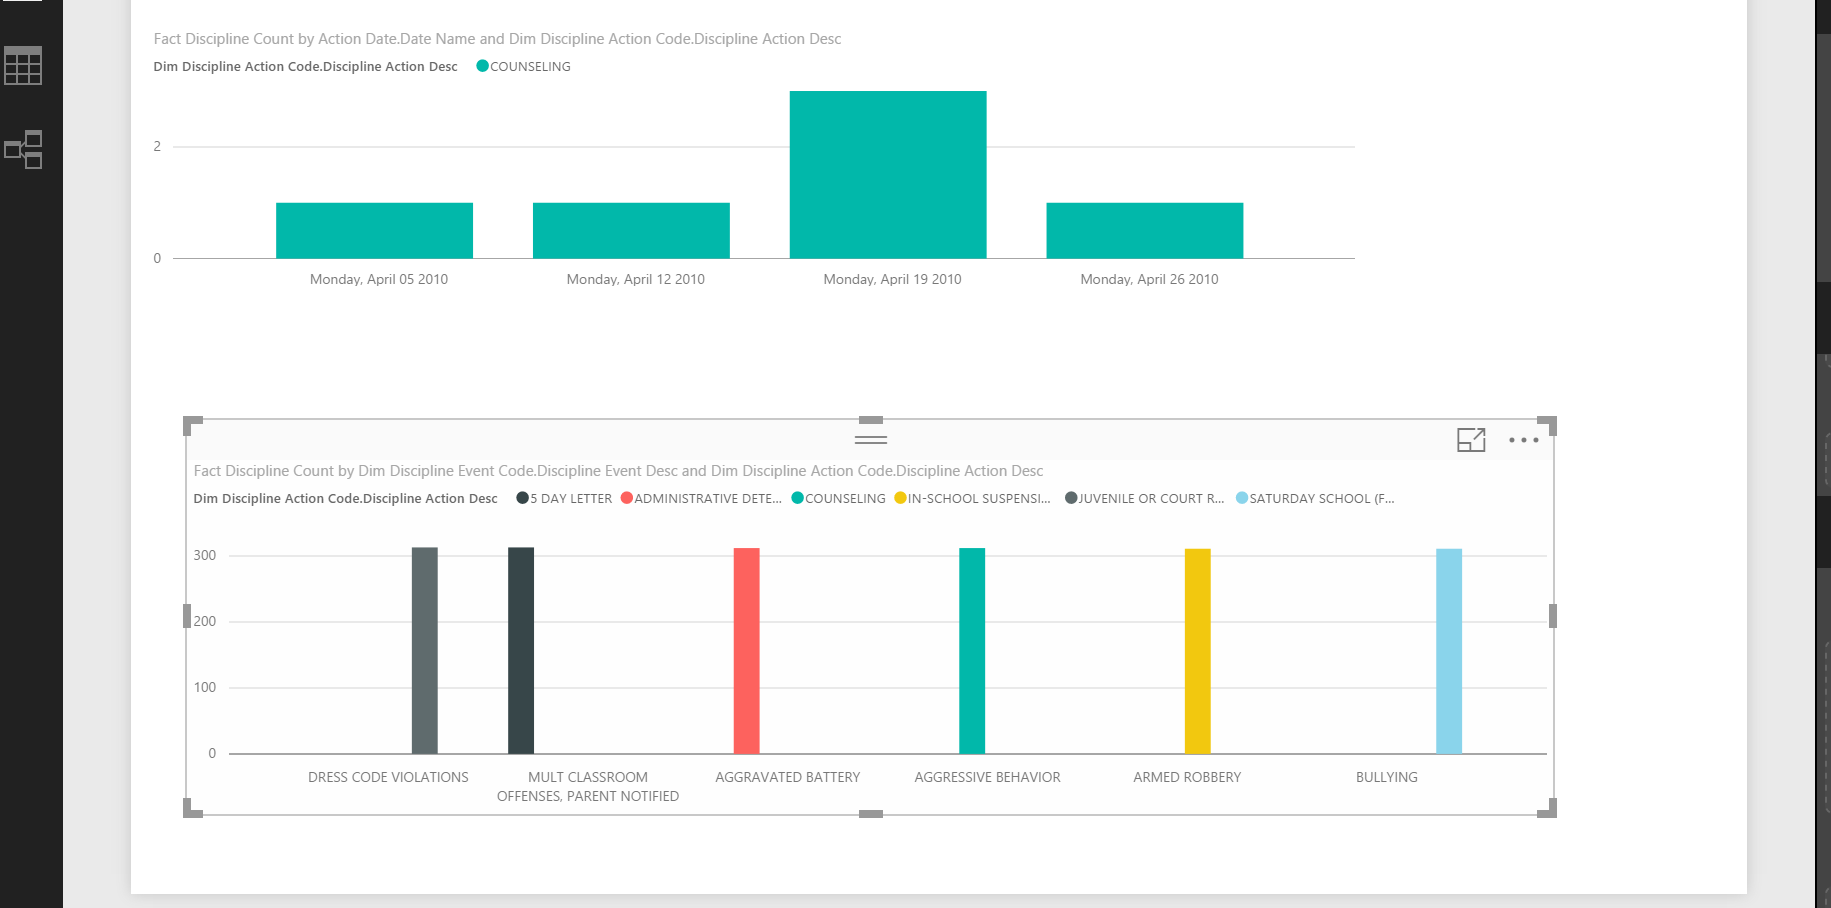 Fact Discipline Count by Action Date.Date Name and Dim Discipline Action Code.Discipline Action Desc
Dim Discipline Action Code.Discipline Action Desc COUNSELING
2
0
Monday, April 05 2010 Monday, April 12 2010 Monday, April 19 2010 Monday, April 26 2010
Fact Discipline Count by Dim Discipline Event Code.Discipline Event Desc and Dim Discipline Action Code.Discipline Action Desc
Dim Discipline Action Code.Discipline Action Desc 5 DAY LETTER ADMINISTRATIVE DETE... COUNSELING IN-SCHOOL SUSPENSI... JUVENILE OR COURT R... SATURDAY SCHOOL (F...
300
200
100
0
DRESS CODE VIOLATIONS MULT CLASSROOM AGGRAVATED BATTERY AGGRESSIVE BEHAVIOR ARMED ROBBERY BULLYING
OFFENSES, PARENT NOTIFIED